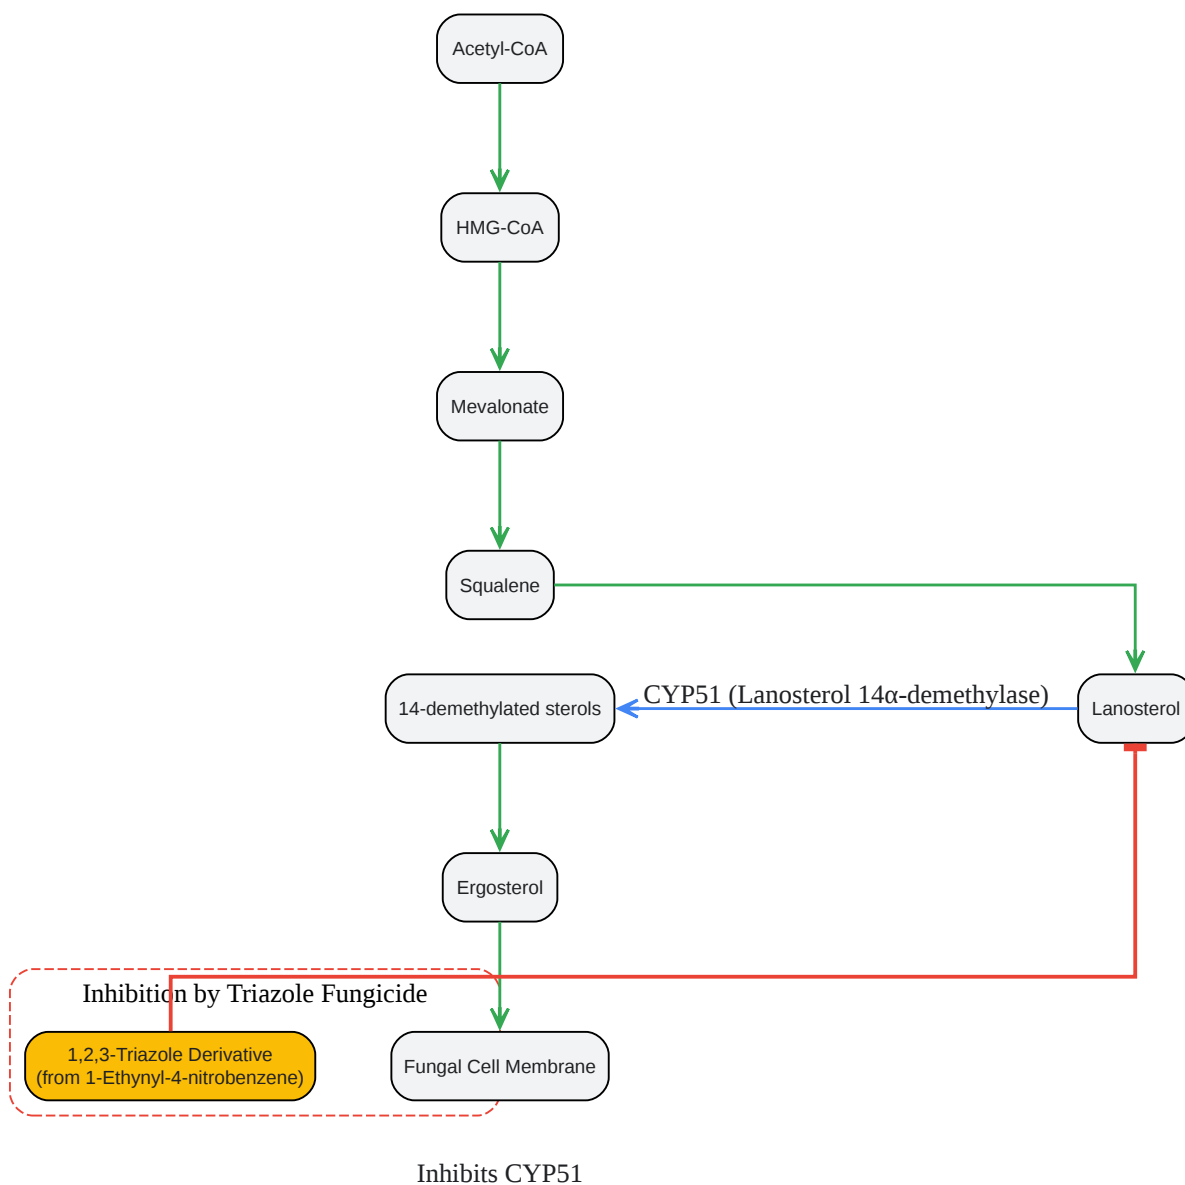 Acetyl-CoA
HMG-CoA
Mevalonate
Squalene
14-demethylated sterols
CYP51 (Lanosterol 14α-demethylase)
Lanosterol
Ergosterol
Inhibition by Triazole Fungicide
1,2,3-Triazole Derivative
(from 1-Ethynyl-4-nitrobenzene)
Fungal Cell Membrane
Inhibits CYP51